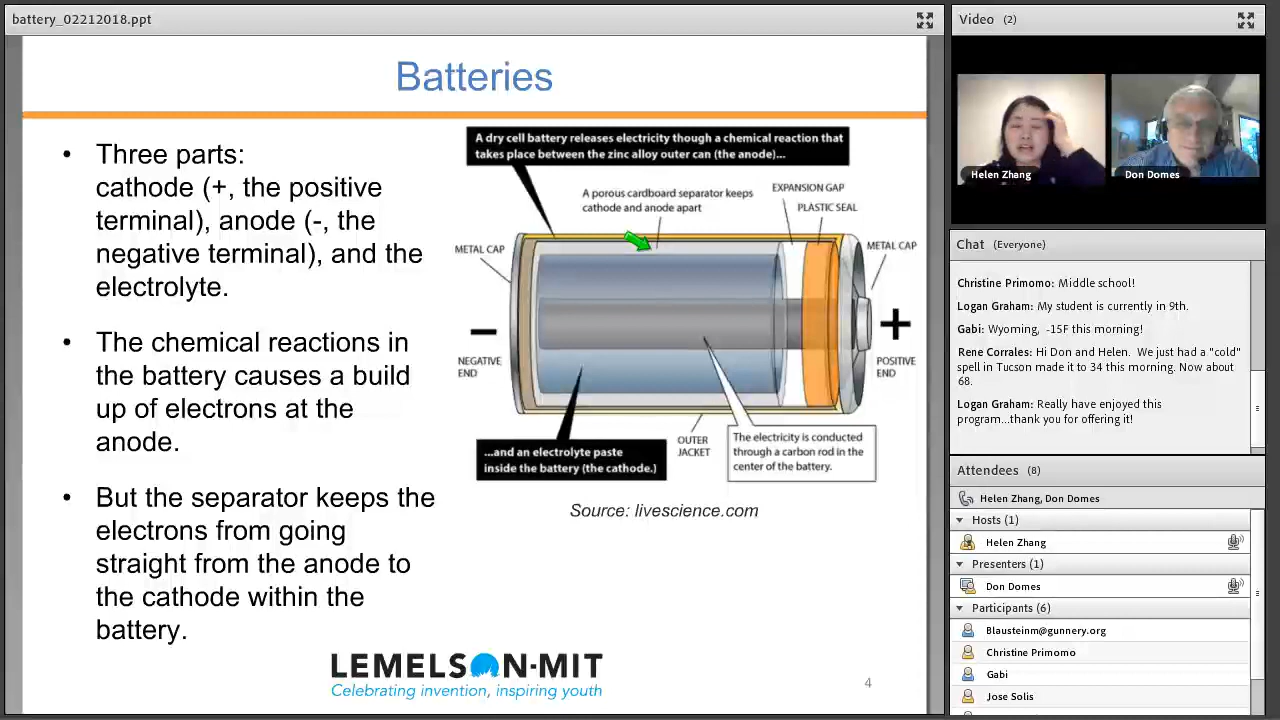 battery_02212018.ppt
Batteries
• Three parts:
cathode (+, the positive
terminal), anode (-, the
negative terminal), and the
electrolyte.
• The chemical reactions in
the battery causes a build
up of electrons at the
anode.
• But the separator keeps the
electrons from going
straight from the anode to
the cathode within the
battery.
A dry cell battery releases electricity though a chemical reaction that
takes place between the zinc alloy outer can (the anode)...
A porous cardboard separator keeps
cathode and anode apart
EXPANSION GAP
PLASTIC SEAL
METAL CAP
METAL CAP
−
+
NEGATIVE
END
POSITIVE
END
...and an electrolyte paste
inside the battery (the cathode.)
OUTER
JACKET
The electricity is conducted
through a carbon rod in the
center of the battery.
Source: livescience.com
LEMELSON-MIT
Celebrating invention, inspiring youth
4
Video (2)
Helen Zhang
Don Domes
Chat (Everyone)
Christine Primomo: Middle school!
Logan Graham: My student is currently in 9th.
Gabi: Wyoming, -15F this morning!
Rene Corrales: Hi Don and Helen. We just had a "cold"
spell in Tucson made it to 34 this morning. Now about
68.
Logan Graham: Really have enjoyed this
program...thank you for offering it!
Attendees (8)
Helen Zhang, Don Domes
Hosts (1)
Helen Zhang
Presenters (1)
Don Domes
Participants (6)
Blausteinm@gunnery.org
Christine Primomo
Gabi
Jose Solis